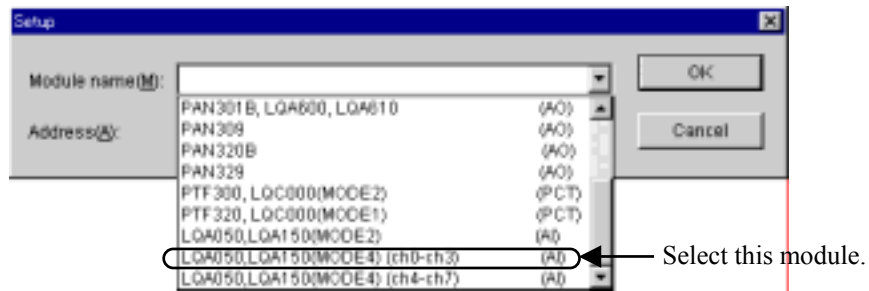 Setup
Module name(M):
OK
PAN301B, LQA600, LQA610 (AO)
Address(A):
PAN309 (AO)
Cancel
PAN320B (AO)
PAN329 (AO)
PTF300, LQC000(MODE2) (PCT)
PTF320, LQC000(MODE1) (PCT)
LQA050,LQA150(MODE2) (AI)
LQA050,LQA150(MODE4) (ch0-ch3) (AI) Select this module.
LQA050,LQA150(MODE4) (ch4-ch7) (AI)